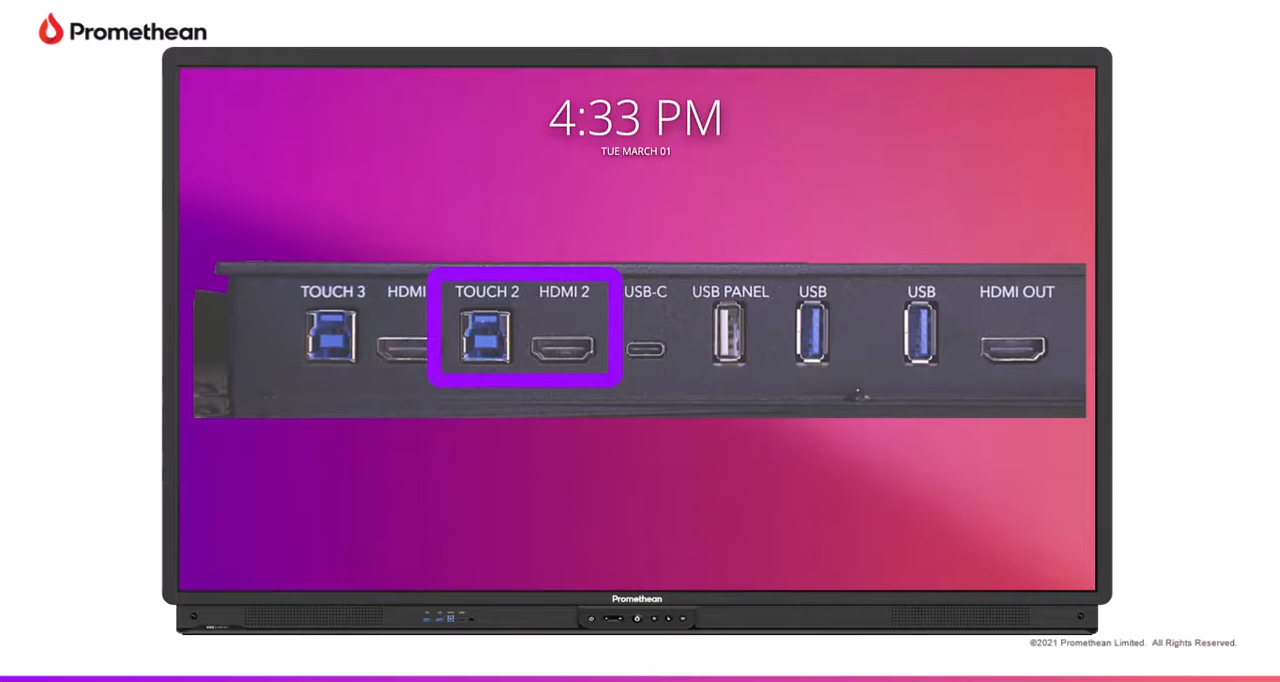 Promethean
4:33 PM
TUE MARCH 01
TOUCH 3 HDMI TOUCH 2 HDMI 2 USB-C USB PANEL USB USB HDMI OUT
Promethean
©2021 Promethean Limited. All Rights Reserved.